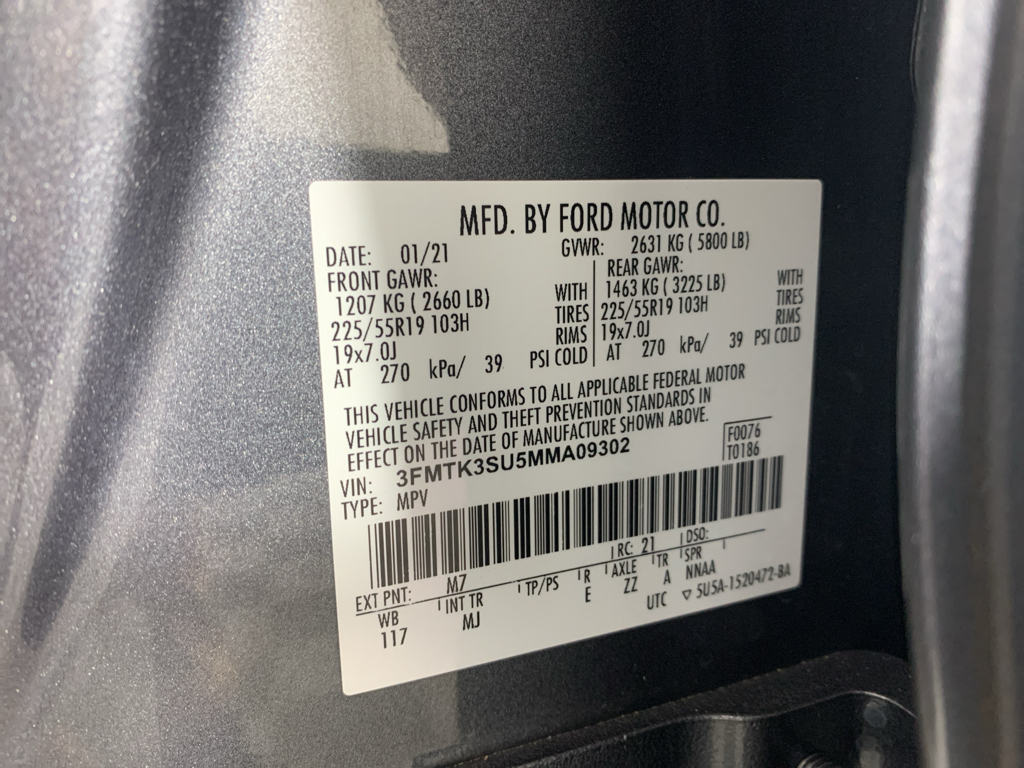 MFD. BY FORD MOTOR CO.
DATE: 01/21
GVWR: 2631 KG ( 5800 LB)
FRONT GAWR:
1207 KG ( 2660 LB) WITH
225/55R19 103H TIRES
19x7.0J RIMS
AT 270 kPa/ 39 PSI COLD
REAR GAWR:
1463 KG ( 3225 LB) WITH
225/55R19 103H TIRES
19x7.0J RIMS
AT 270 kPa/ 39 PSI COLD
THIS VEHICLE CONFORMS TO ALL APPLICABLE FEDERAL MOTOR
VEHICLE SAFETY AND THEFT PREVENTION STANDARDS IN
EFFECT ON THE DATE OF MANUFACTURE SHOWN ABOVE.
VIN: 3FMTK3SU5MMA09302
F0076
T0186
TYPE: MPV
EXT PNT: M7 RC: 21 DSO:
WB INT TR TP/PS R AXLE TR SPR
117 MJ E ZZ A NNAA
UTC ▽ 5U5A-1520472-BA